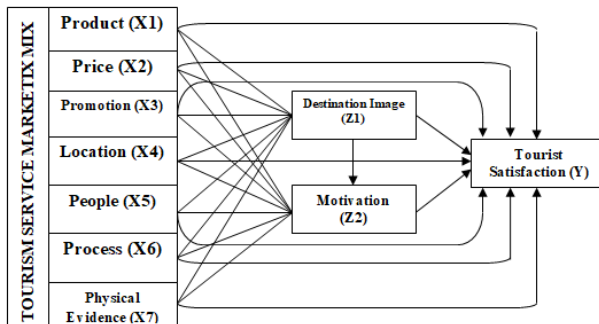 TOURISM SERVICE MARKETIX MIX
Product (X1)
Price (X2)
Promotion (X3)
Location (X4)
People (X5)
Process (X6)
Physical
Evidence (X7)
Destination Image
(Z1)
Motivation
(Z2)
Tourist
Satisfaction (Y)